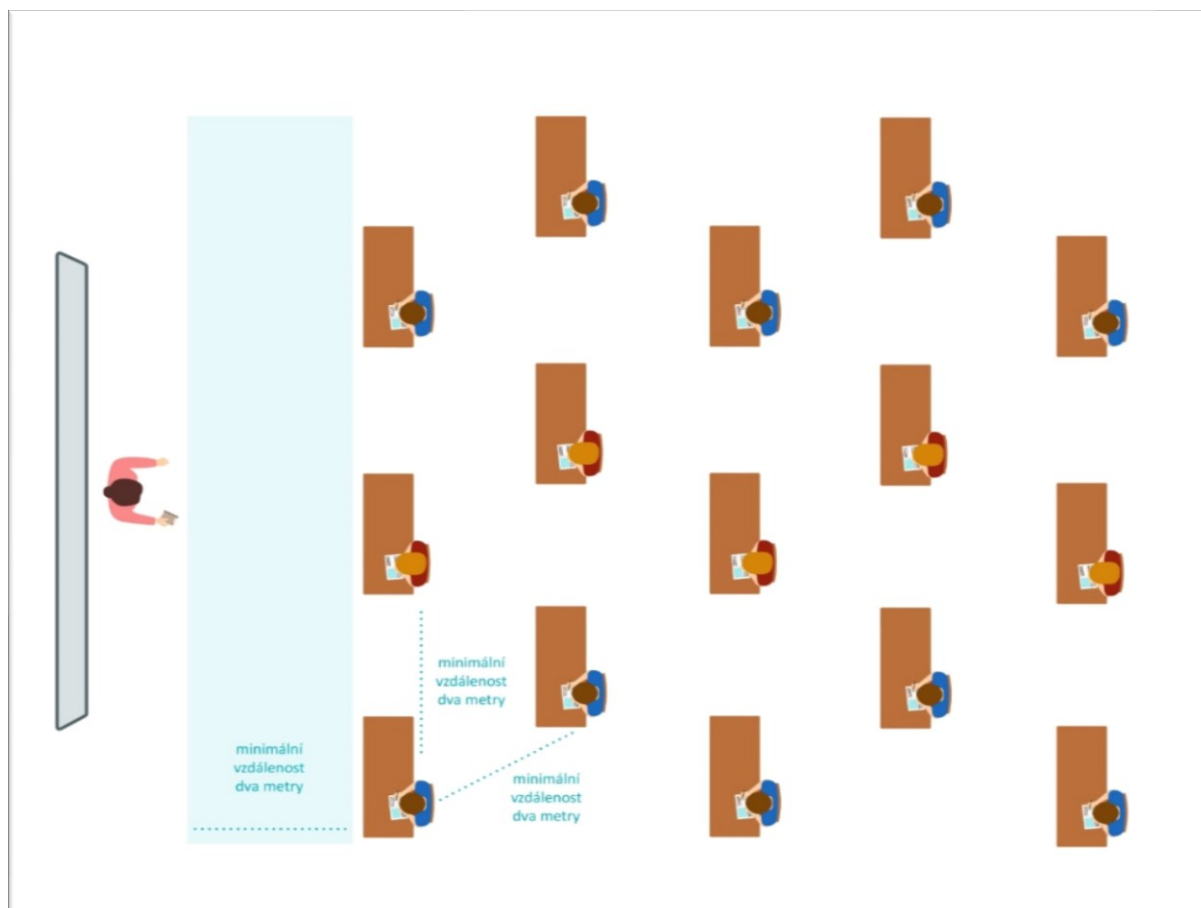 minimální
vzdálenost
dva metry
minimální
vzdálenost
dva metry
minimální
vzdálenost
dva metry